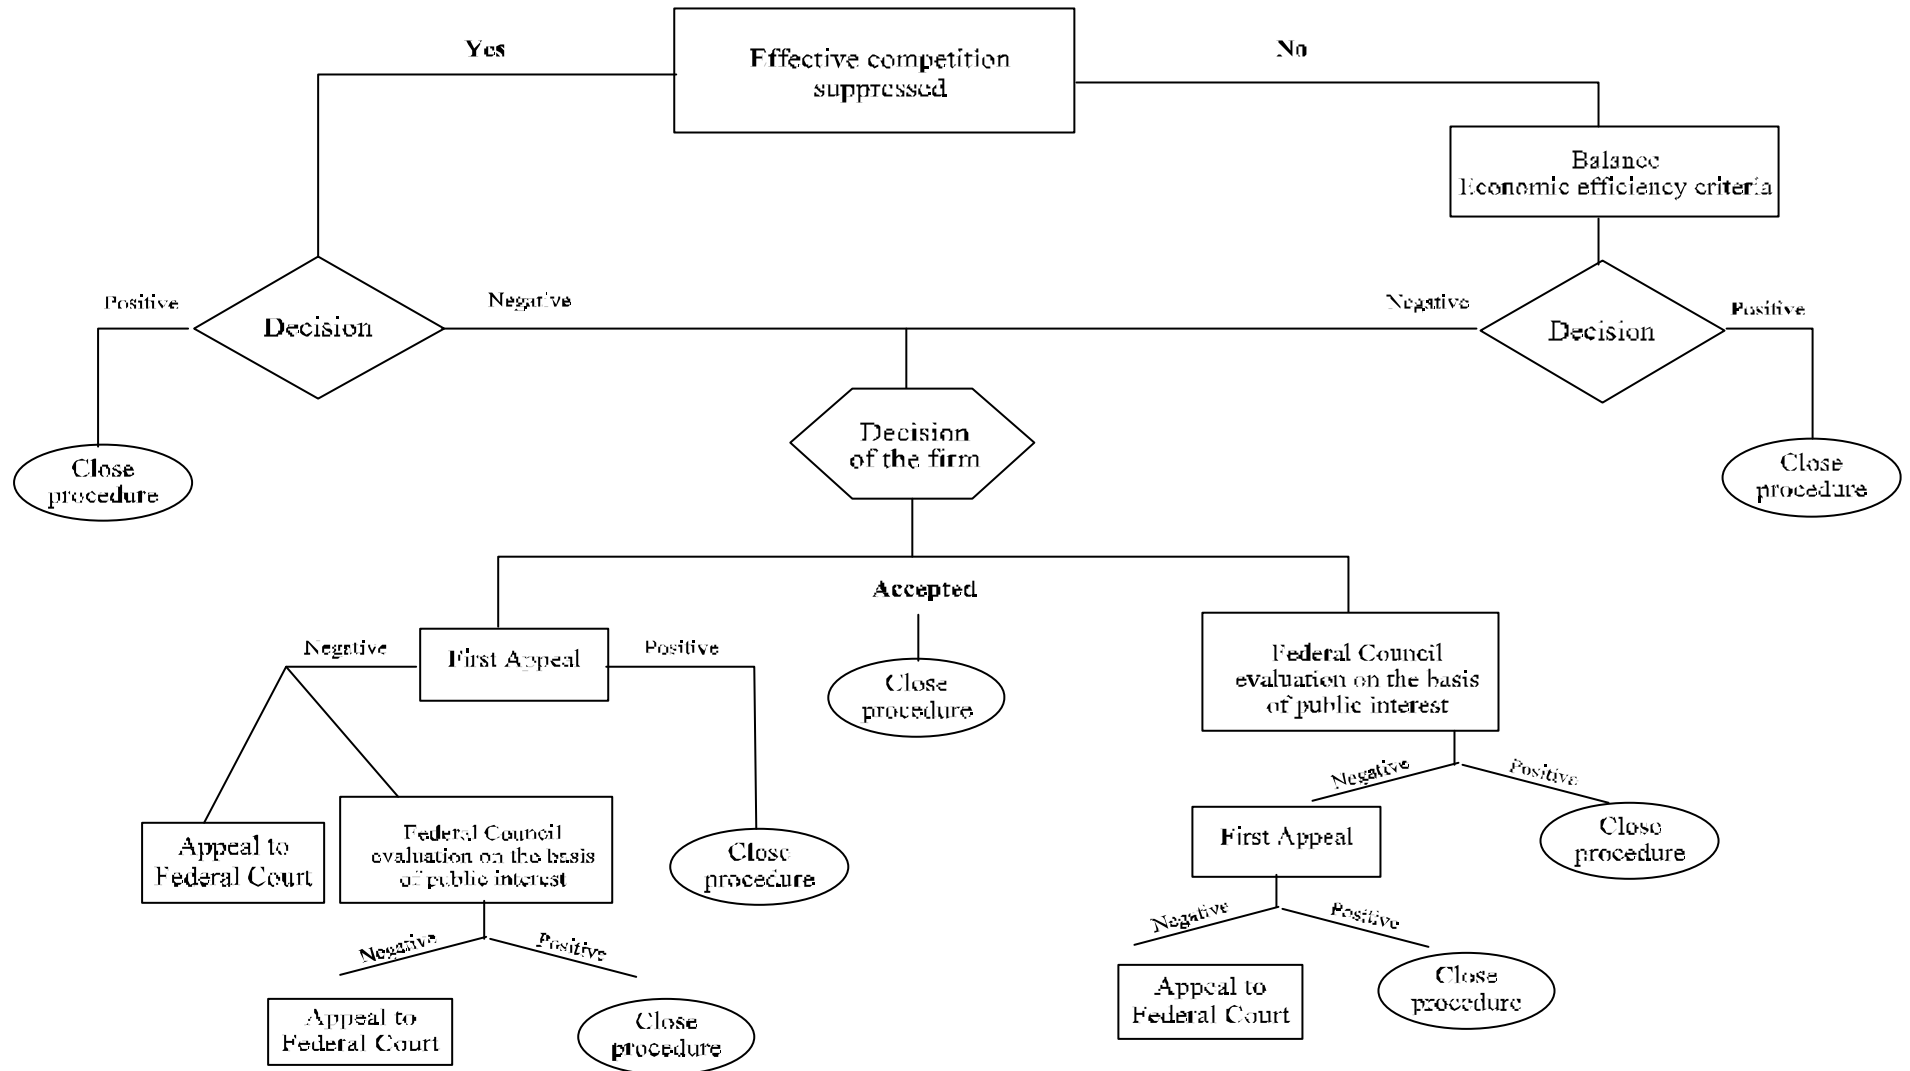 Yes
No
Effective competition
suppressed
Balance
Economic efficiency criteria
Positive
Decision
Negative
Negative
Decision
Positive
Close
procedure
Decision
of the firm
Close
procedure
Accepted
Negative
First Appeal
Positive
Close
procedure
Federal Council
evaluation on the basis
of public interest
Negative
Positive
Appeal to
Federal Court
Federal Council
evaluation on the basis
of public interest
Close
procedure
First Appeal
Close
procedure
Negative
Positive
Negative
Positive
Appeal to
Federal Court
Close
procedure
Appeal to
Federal Court
Close
procedure